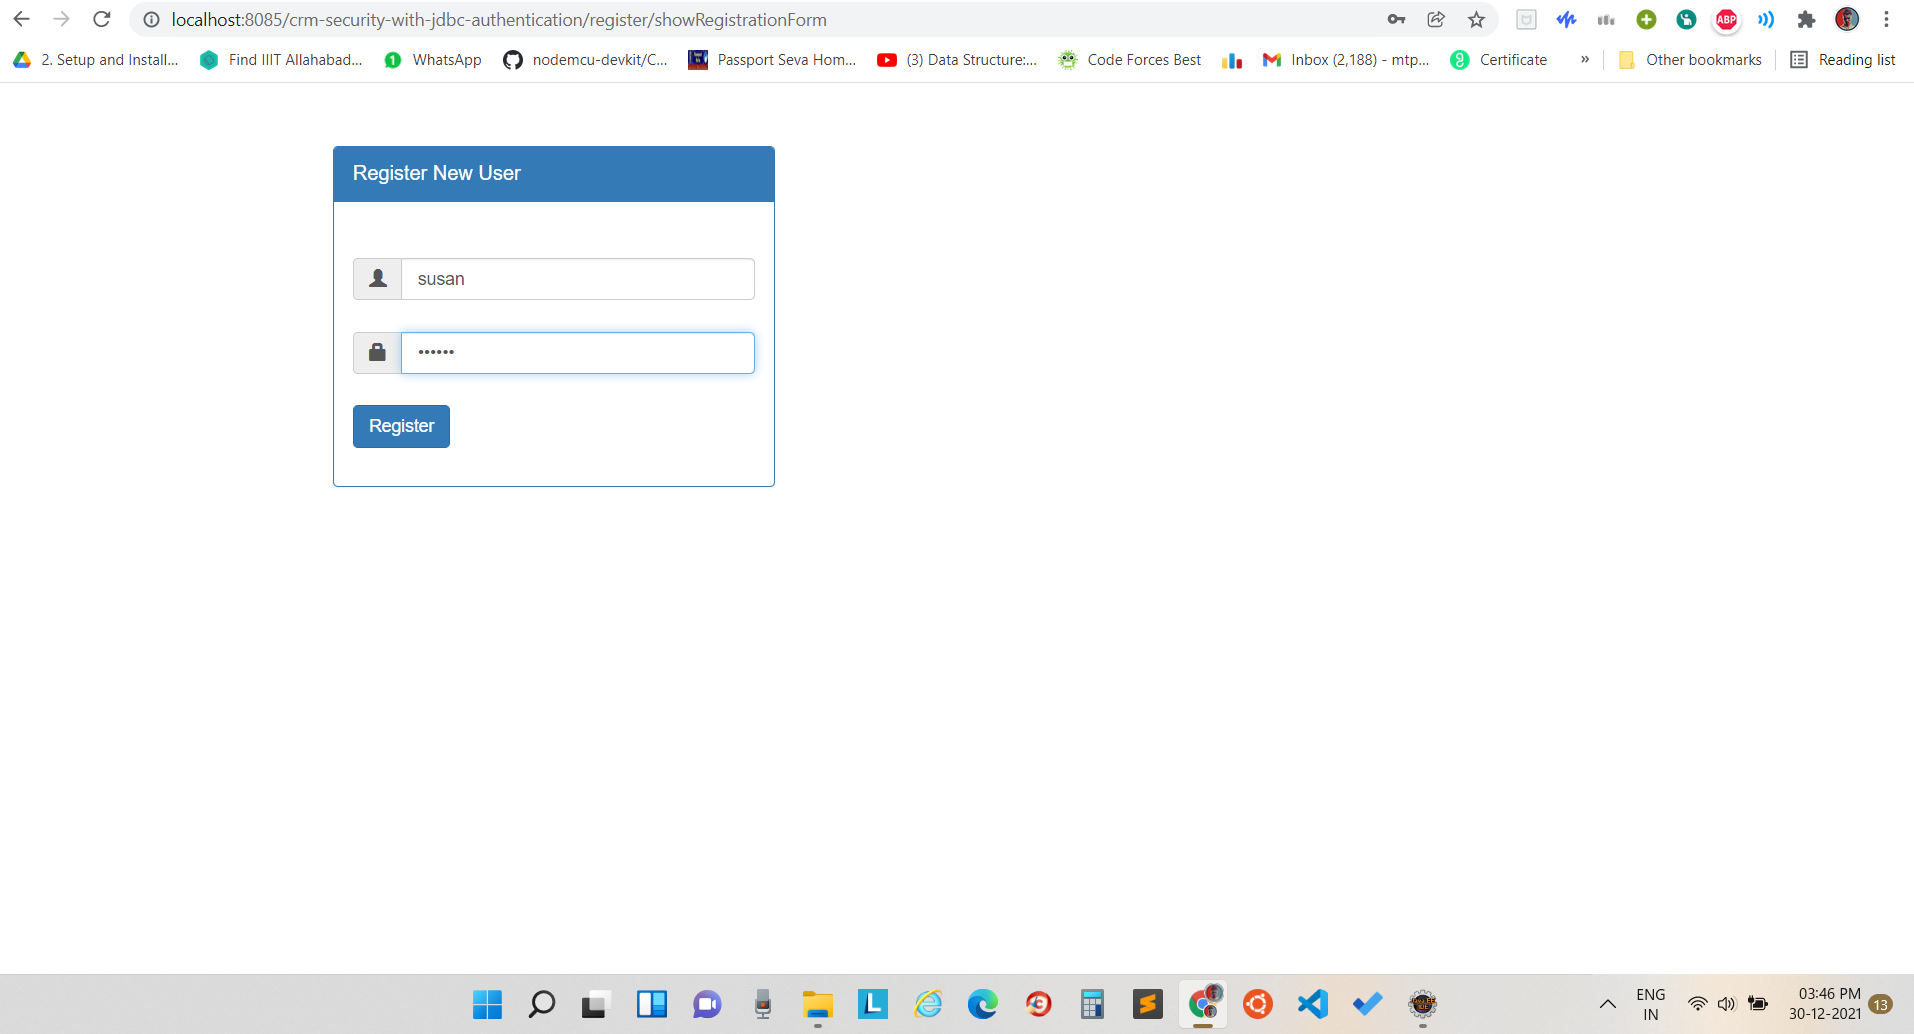 localhost:8085/crm-security-with-jdbc-authentication/register/showRegistrationForm
ABP
2. Setup and Install...
Find IIIT Allahabad...
1
WhatsApp
nodemcu-devkit/C...
Passport Seva Hom...
(3) Data Structure:...
Code Forces Best
Inbox (2,188) - mtp...
Certificate
»
Other bookmarks
Reading list
Register New User
susan
••••••
Register
L
ENG
IN
03:46 PM
30-12-2021
13